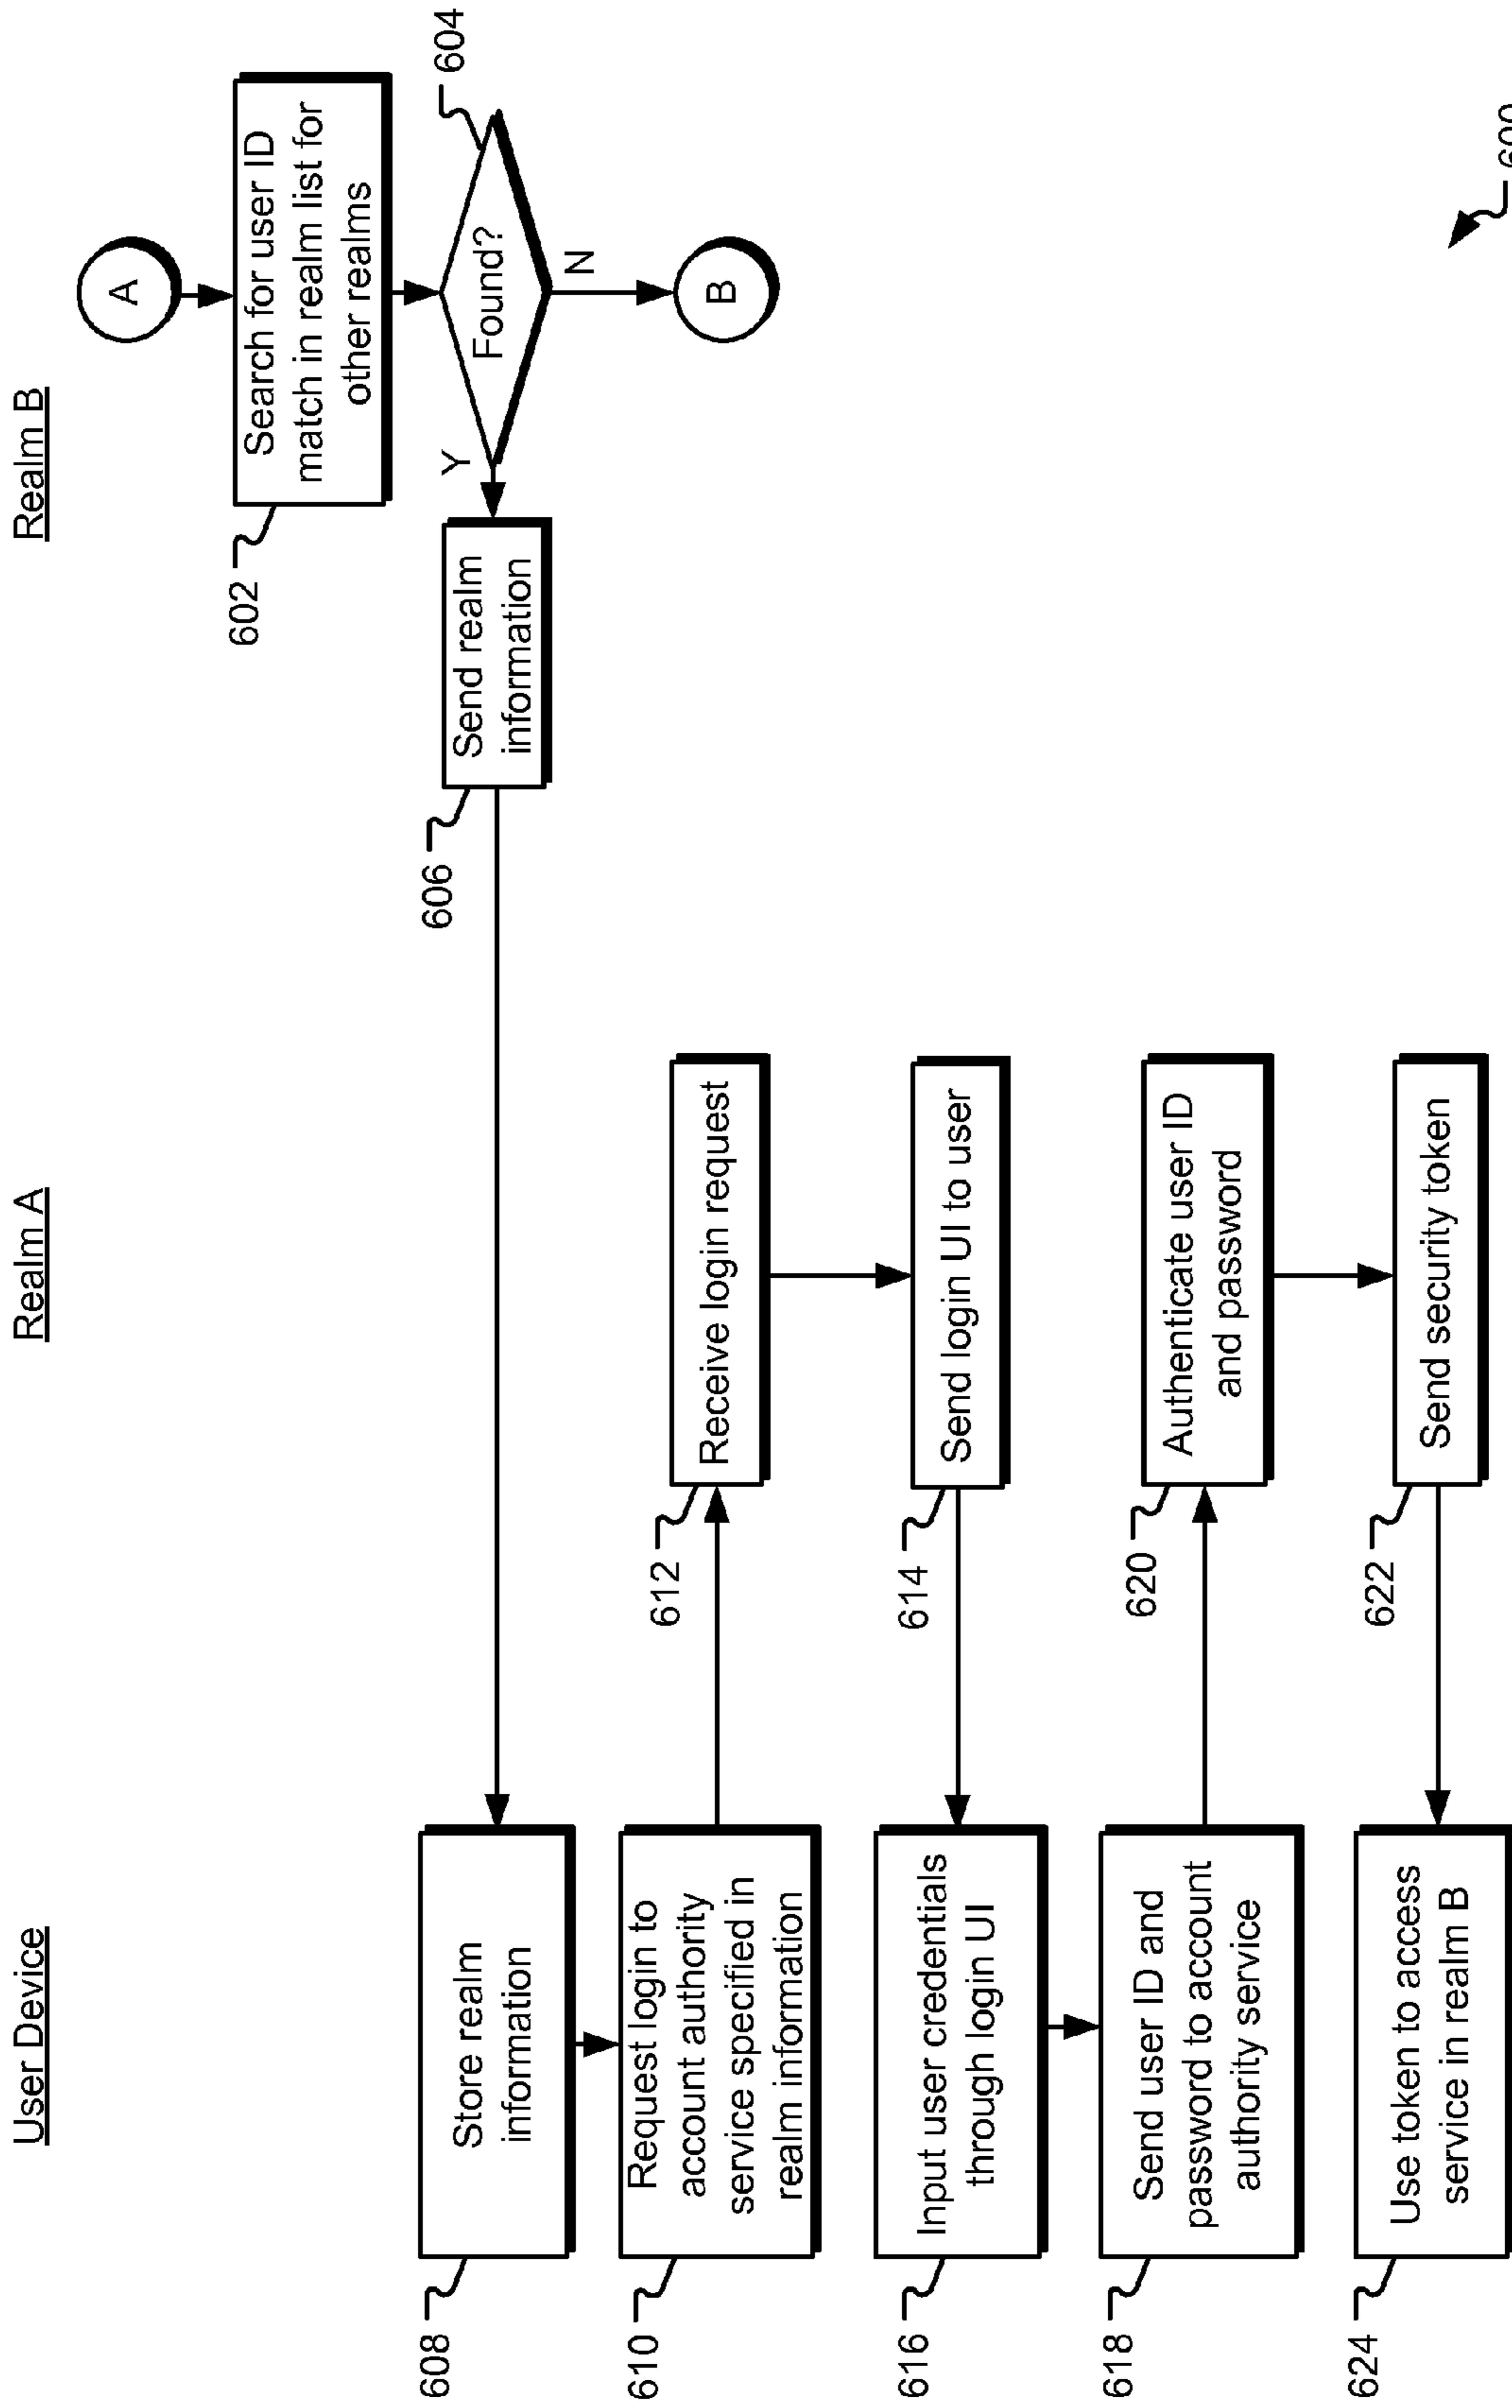 User Device
Realm A
Realm B
A
Search for user ID
match in realm list for
other realms
602
Found?
604
Y
N
B
Send realm
information
606
Store realm
information
608
Request login to
account authority
service specified in
realm information
610
Receive login request
612
Send login UI to user
614
Input user credentials
through login UI
616
Send user ID and
password to account
authority service
618
Authenticate user ID
and password
620
Send security token
622
Use token to access
service in realm B
624
600